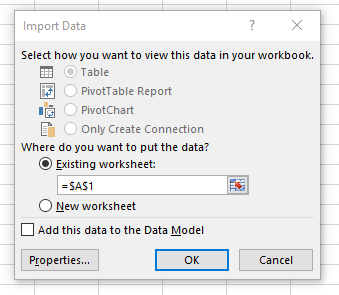 Import Data ? ×
Select how you want to view this data in your workbook.
Table
PivotTable Report
PivotChart
Only Create Connection
Where do you want to put the data?
Existing worksheet:
=$A$1
New worksheet
Add this data to the Data Model
Properties... OK Cancel